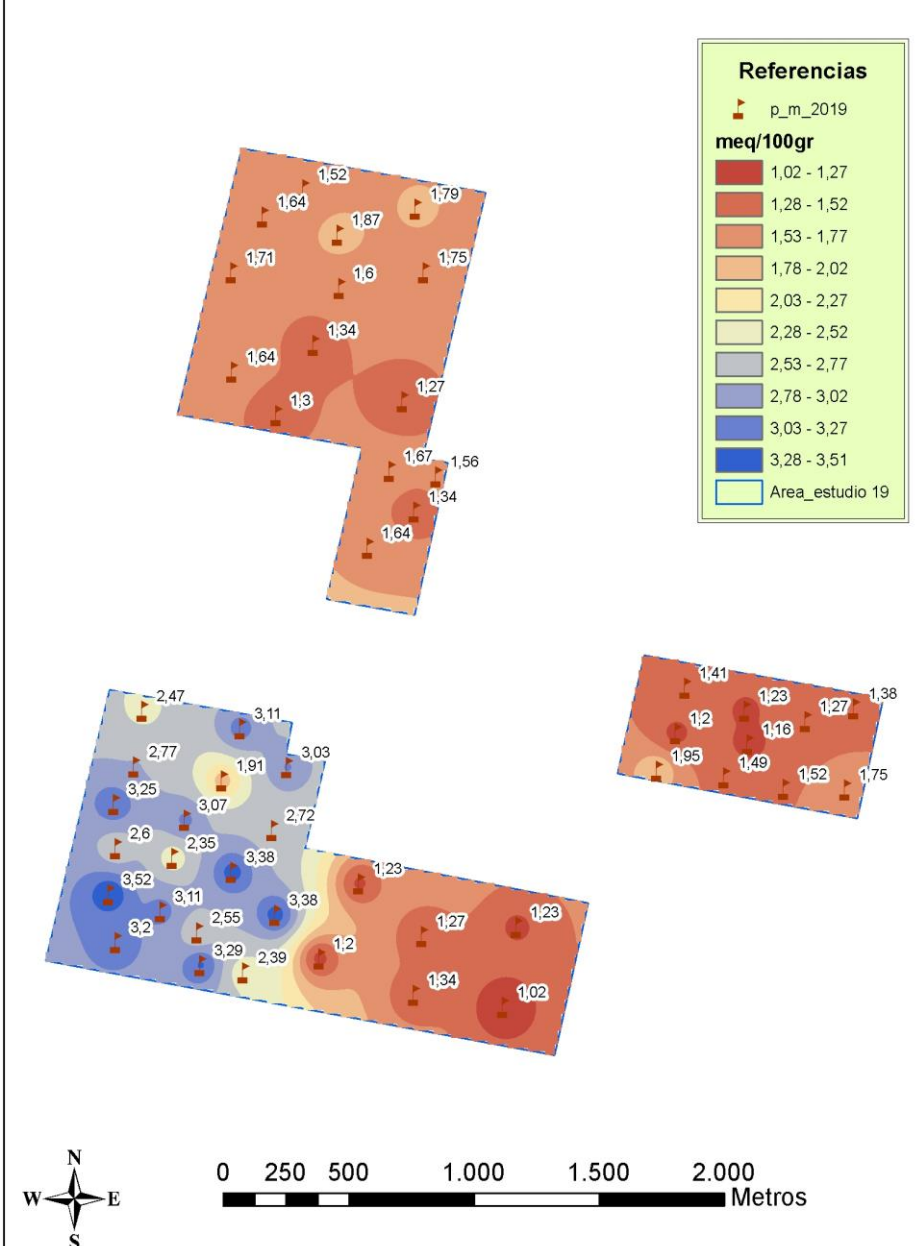 Referencias
p_m_2019
meq/100gr
1,02 - 1,27
1,28 - 1,52
1,53 - 1,77
1,78 - 2,02
2,03 - 2,27
2,28 - 2,52
2,53 - 2,77
2,78 - 3,02
3,03 - 3,27
3,28 - 3,51
Area_estudio 19
1,52
1,79
1,64
1,87
1,71
1,75
1,6
1,34
1,64
1,27
1,3
1,67
1,56
1,34
1,64
1,41
1,23
1,38
1,27
1,2
1,16
1,95
1,49
1,52
1,75
2,47
3,11
2,77
3,03
1,91
3,25
3,07
2,72
2,6
2,35
3,38
1,23
3,52
3,11
3,38
2,55
1,27
1,23
3,2
1,2
3,29
2,39
1,34
1,02
N
W
E
S
0 250 500 1.000 1.500 2.000
Metros